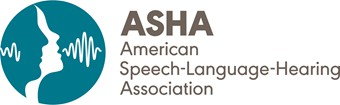 ASHA
American
Speech-Language-Hearing
Association